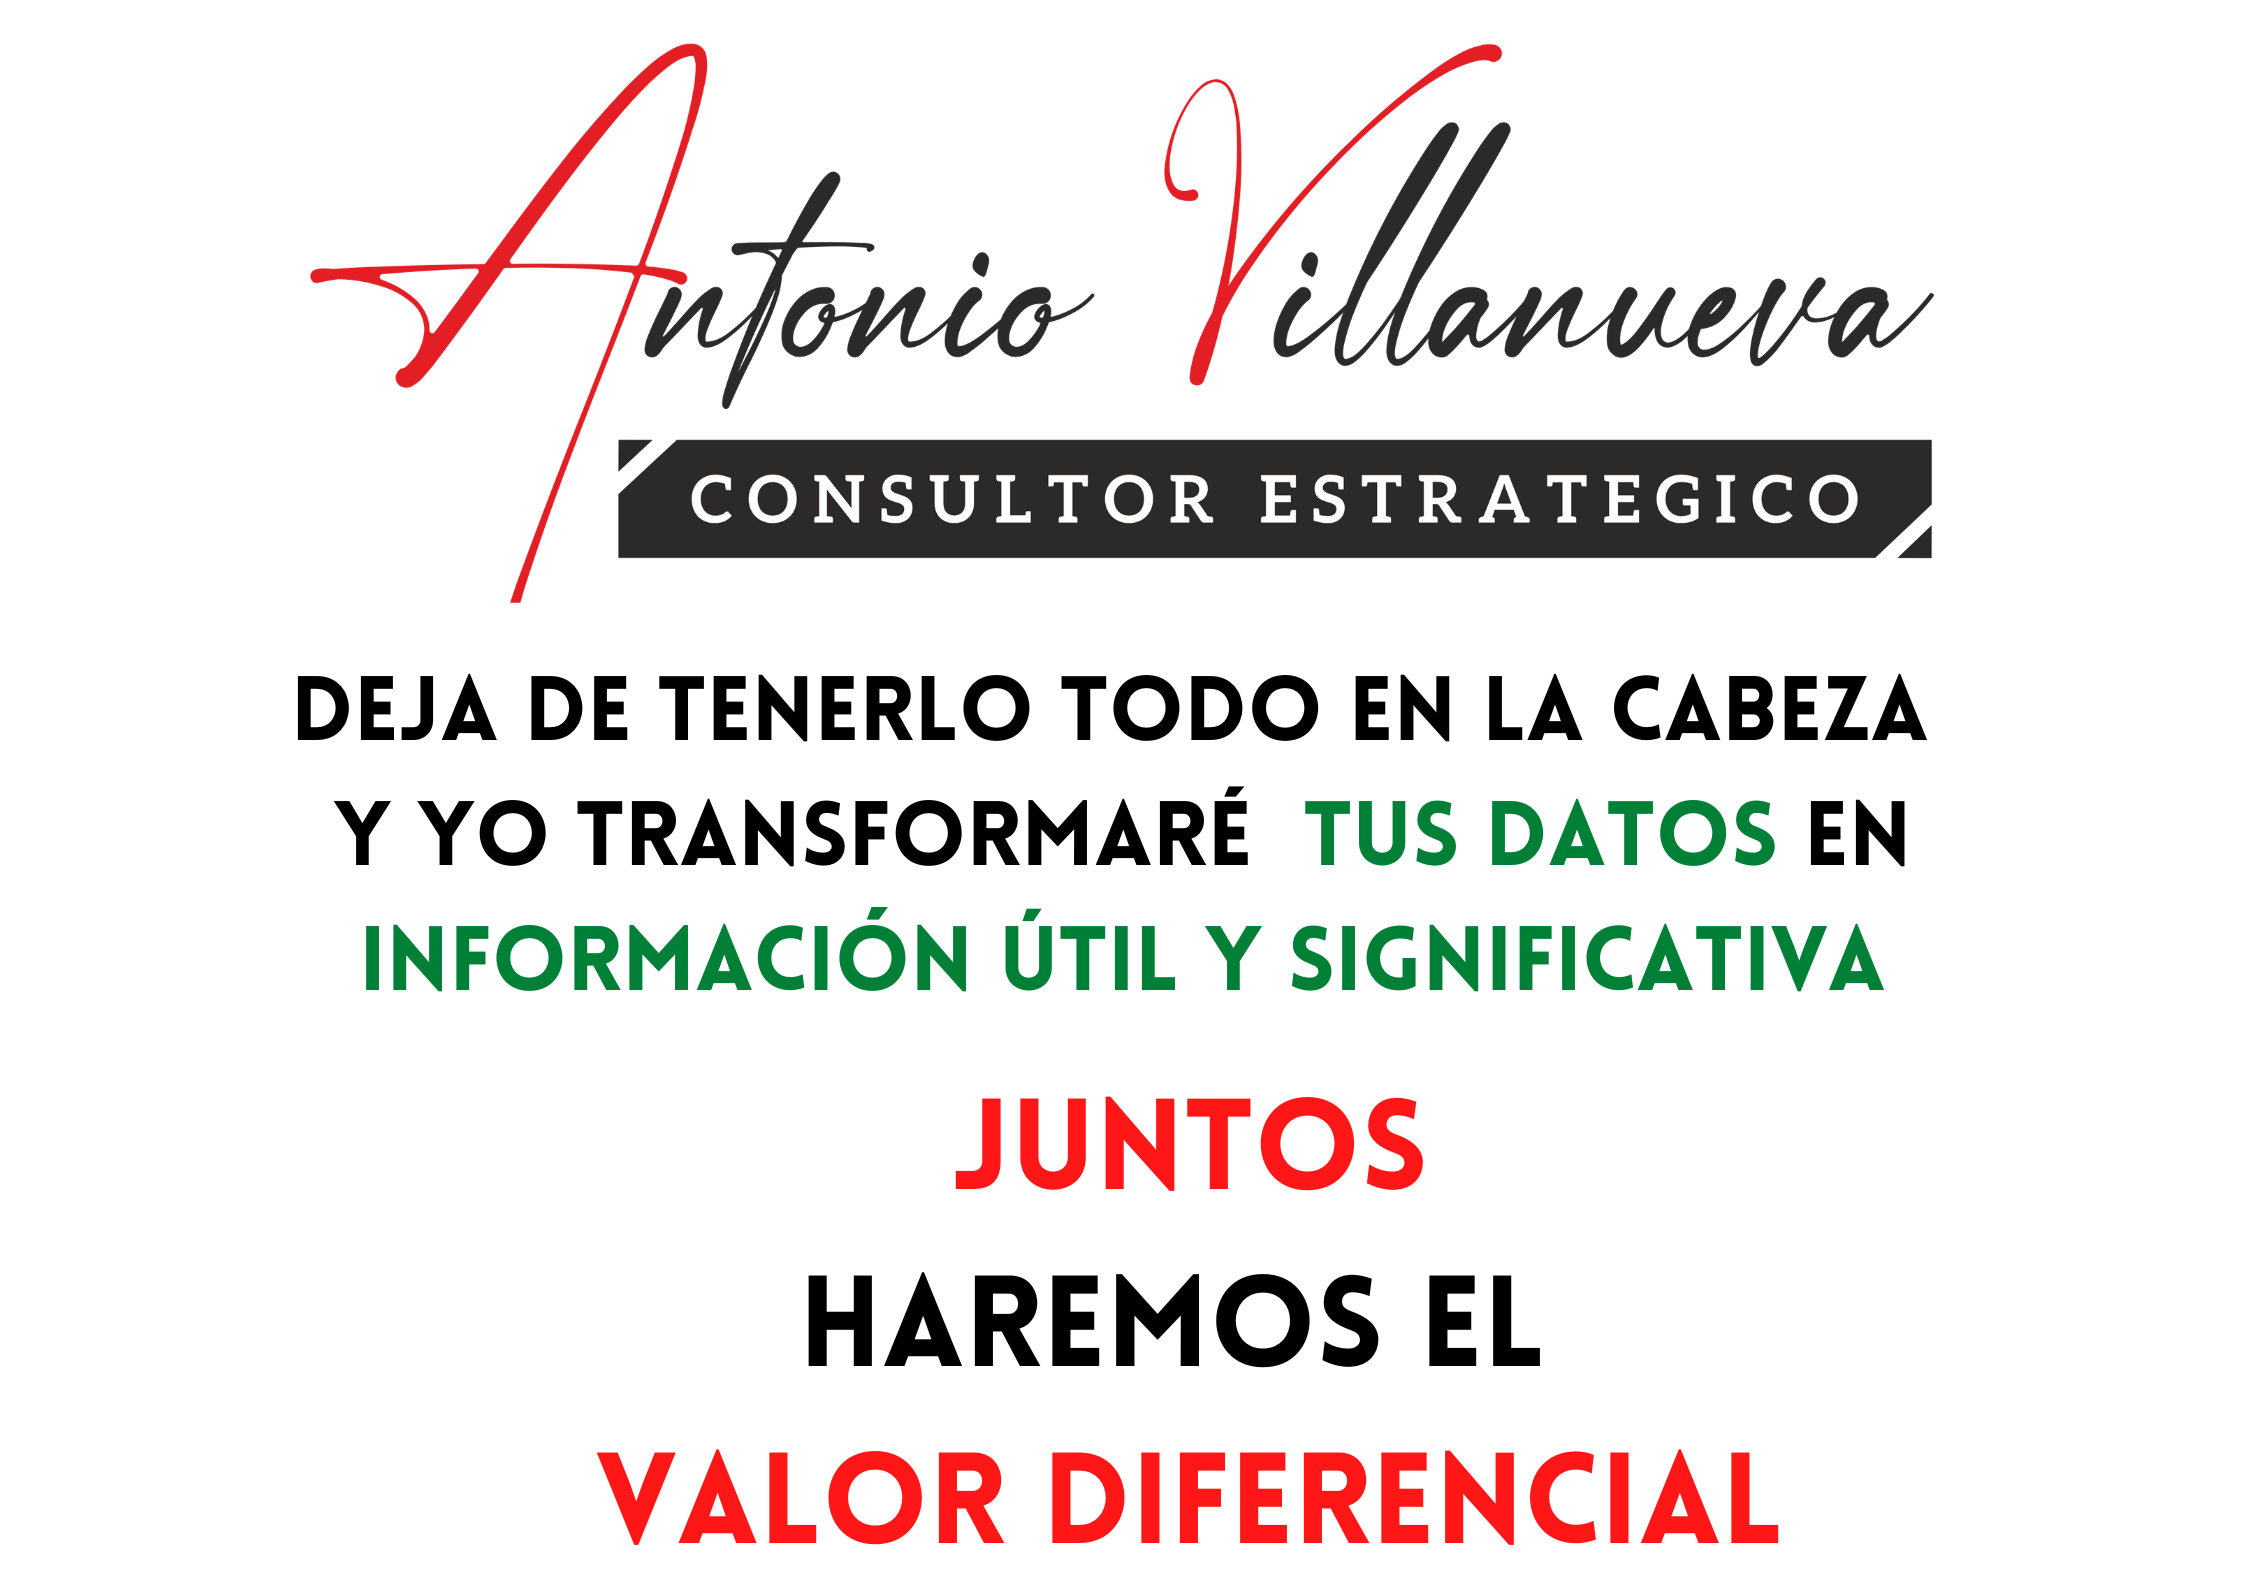 Antonio Villanueva
CONSULTOR ESTRATEGICO
DEJA DE TENERLO TODO EN LA CABEZA
Y YO TRANSFORMARÉ TUS DATOS EN
INFORMACIÓN ÚTIL Y SIGNIFICATIVA
JUNTOS
HAREMOS EL
VALOR DIFERENCIAL